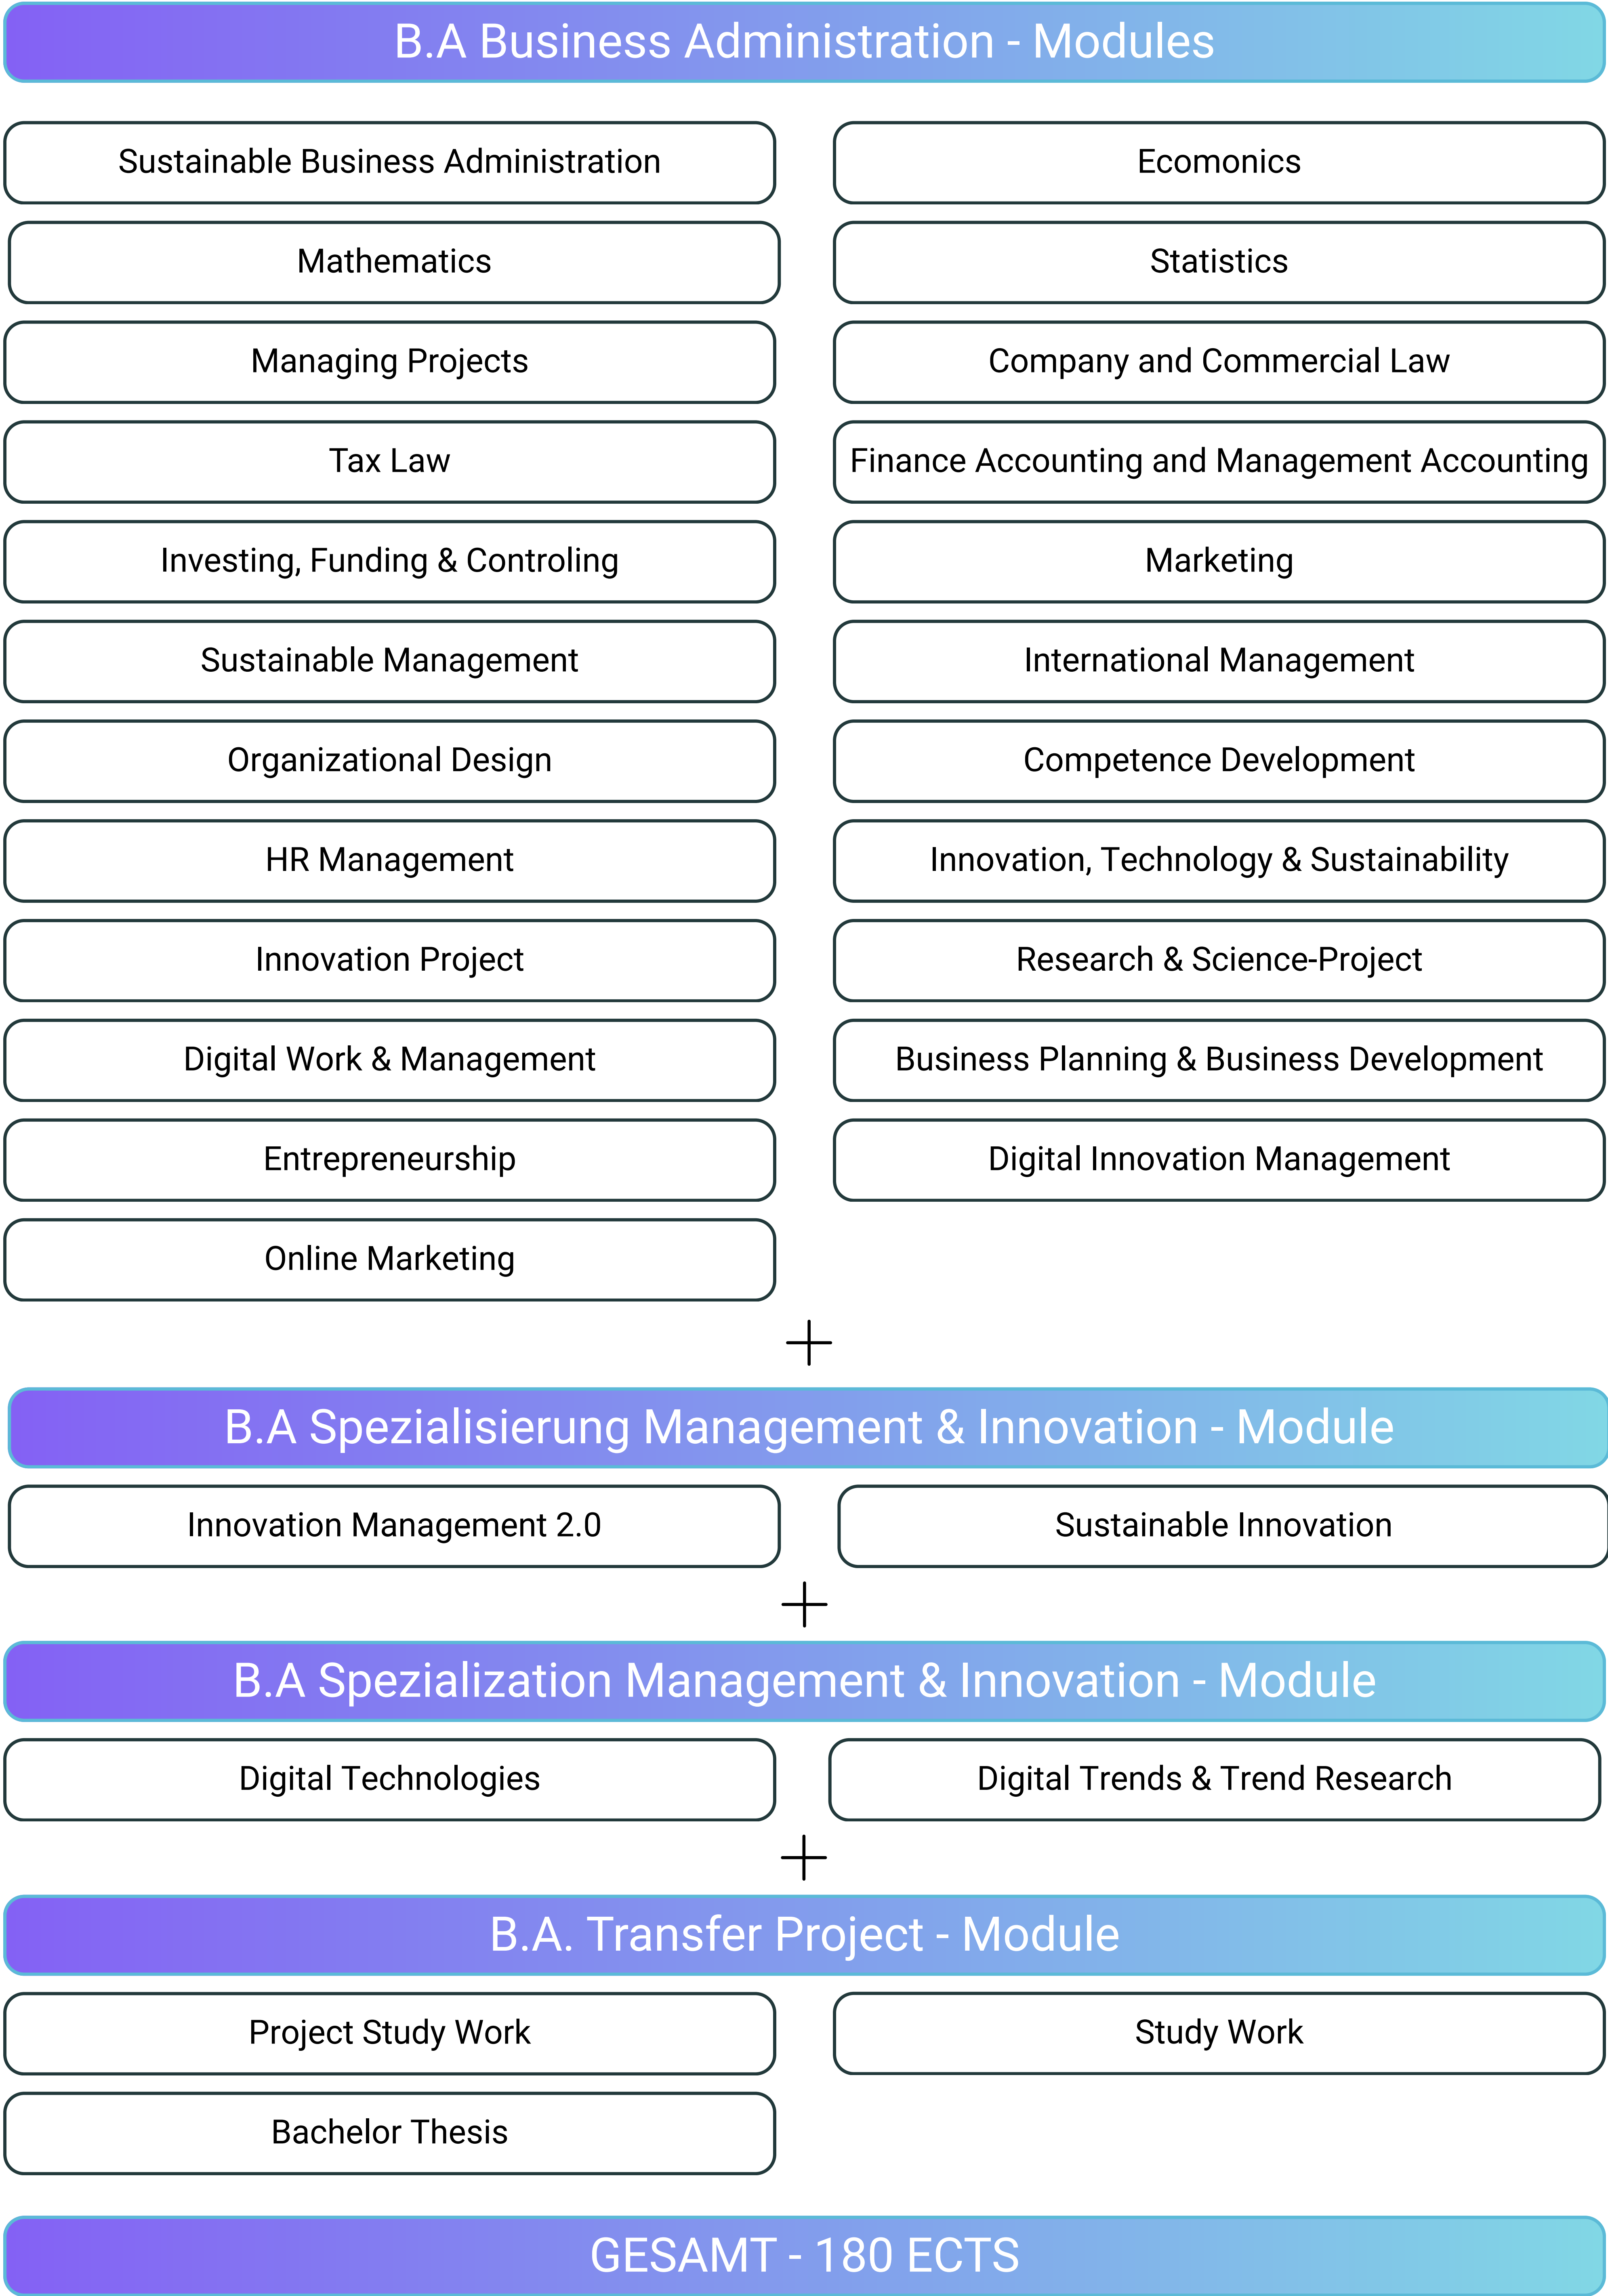 B.A Business Administration - Modules
Sustainable Business Administration
Ecomonics
Mathematics
Statistics
Managing Projects
Company and Commercial Law
Tax Law
Finance Accounting and Management Accounting
Investing, Funding & Controling
Marketing
Sustainable Management
International Management
Organizational Design
Competence Development
HR Management
Innovation, Technology & Sustainability
Innovation Project
Research & Science-Project
Digital Work & Management
Business Planning & Business Development
Entrepreneurship
Digital Innovation Management
Online Marketing
+
B.A Spezialisierung Management & Innovation - Module
Innovation Management 2.0
Sustainable Innovation
+
B.A Spezialization Management & Innovation - Module
Digital Technologies
Digital Trends & Trend Research
+
B.A. Transfer Project - Module
Project Study Work
Study Work
Bachelor Thesis
GESAMT - 180 ECTS